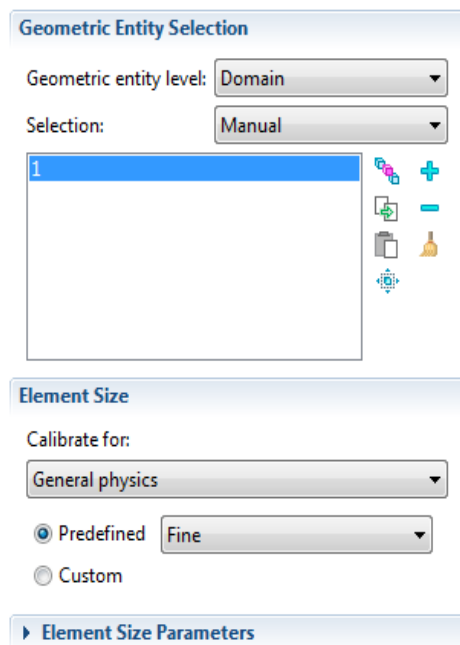 Geometric Entity Selection
Geometric entity level: Domain
Selection: Manual
1
Element Size
Calibrate for:
General physics
Predefined Fine
Custom
Element Size Parameters